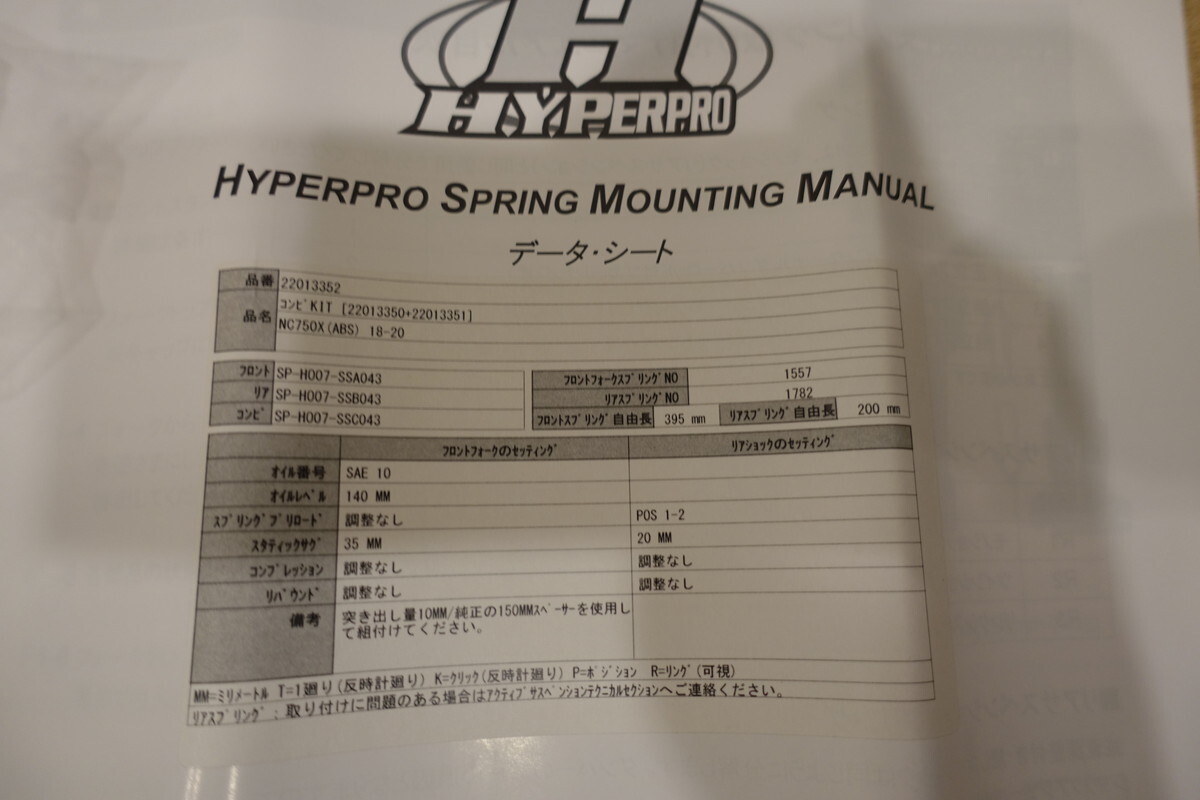 H
HYPERPRO
HYPERPRO SPRING MOUNTING MANUAL
データ・シート
品番 22013352
品名 ｺﾝﾋﾞKIT [22013350+22013351]
NC750X(ABS) 18-20
ﾌﾛﾝﾄ SP-H007-SSA043 ﾌﾛﾝﾄﾌｫｰｸｽﾌﾟﾘﾝｸﾞNO 1557
ﾘｱ SP-H007-SSB043 ﾘｱｽﾌﾟﾘﾝｸﾞNO 1782
ｺﾝﾋﾞ SP-H007-SSC043 ﾌﾛﾝﾄｽﾌﾟﾘﾝｸﾞ自由長 395 mm ﾘｱｽﾌﾟﾘﾝｸﾞ自由長 200 mm
ﾌﾛﾝﾄﾌｫｰｸのｾｯﾃｨﾝｸﾞ ﾘｱｼｮｯｸのｾｯﾃｨﾝｸﾞ
ｵｲﾙ番号 SAE 10
ｵｲﾙﾚﾍﾞﾙ 140 MM
ｽﾌﾟﾘﾝｸﾞﾌﾟﾘﾛｰﾄﾞ 調整なし POS 1-2
ｽﾀﾃｨｯｸｻｸﾞ 35 MM 20 MM
ｺﾝﾌﾟﾚｯｼｮﾝ 調整なし 調整なし
ﾘﾊﾞｳﾝﾄﾞ 調整なし 調整なし
備考 突き出し量10MM/純正の150MMｽﾍﾟｰｻｰを使用し
て組付けてください。
MM=ﾐﾘﾒｰﾄﾙ T=1廻り(反時計廻り) K=ｸﾘｯｸ(反時計廻り) P=ﾎﾟｼﾞｼｮﾝ R=ﾘﾝｸﾞ(可視)
ﾘｱｽﾌﾟﾘﾝｸﾞ：取り付けに問題のある場合はｱｸﾃｨﾌﾞｻｽﾍﾟﾝｼｮﾝﾃｸﾆｶﾙｾｸｼｮﾝへご連絡ください。